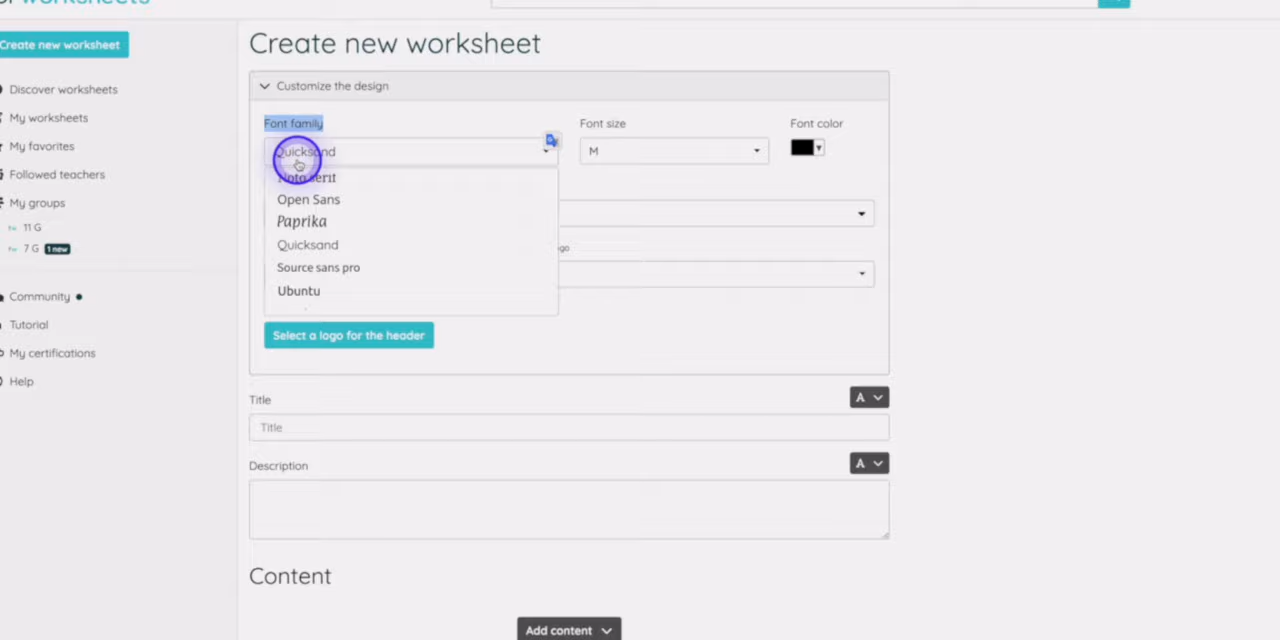 worksheets
Create new worksheet
Discover worksheets
My worksheets
My favorites
Followed teachers
My groups
11 G
7 G 1 new
Community
Tutorial
My certifications
Help
Create new worksheet
Customize the design
Font family
Font size
Font color
Quicksand
M
Noto serif
Open Sans
Paprika
Quicksand
Source sans pro
Ubuntu
Select a logo for the header
Title
A
Title
Description
A
Content
Add content